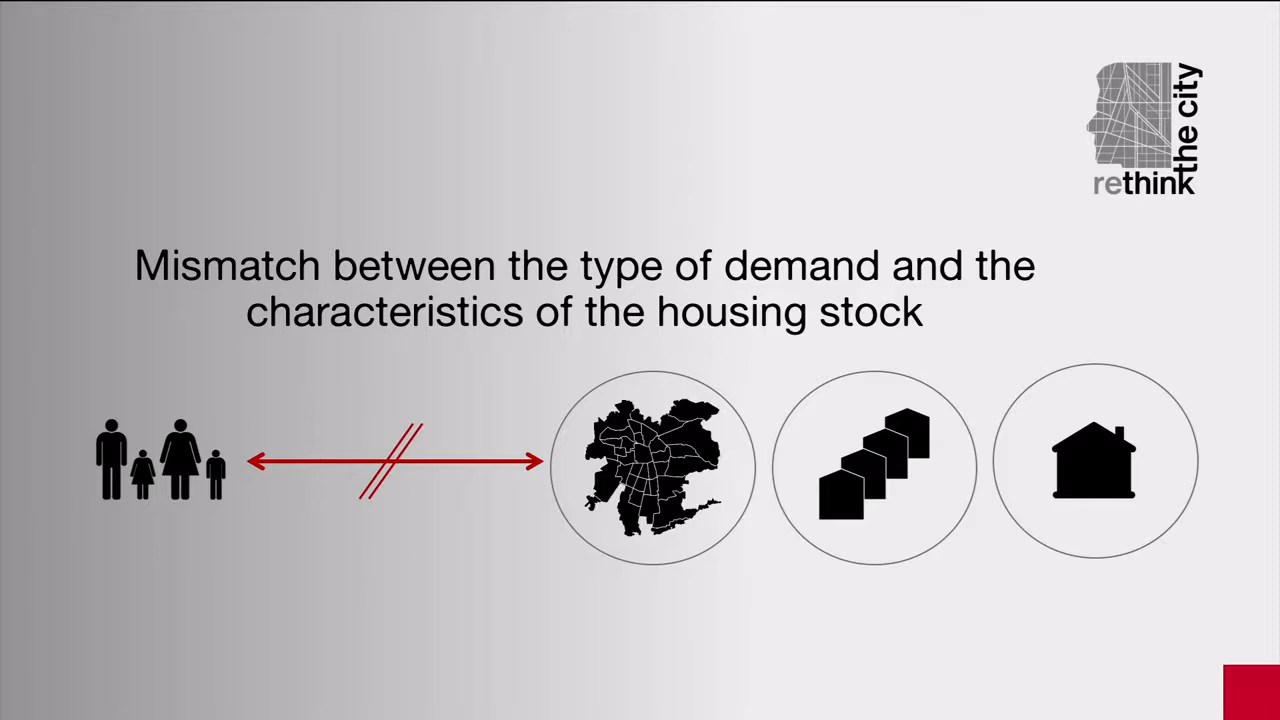 the city
rethink
Mismatch between the type of demand and the
characteristics of the housing stock